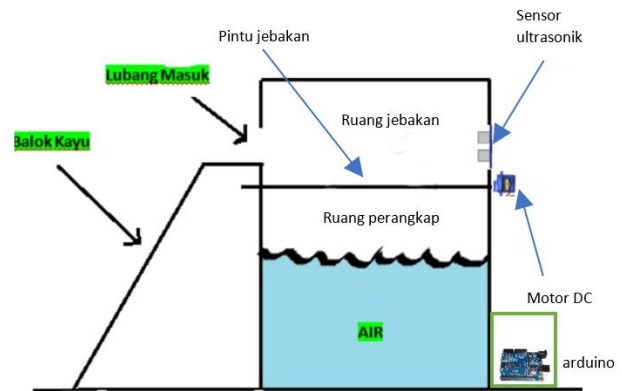 Sensor
ultrasonik
Pintu jebakan
Lubang Masuk
Ruang jebakan
Balok Kayu
Ruang perangkap
Motor DC
AIR
arduino